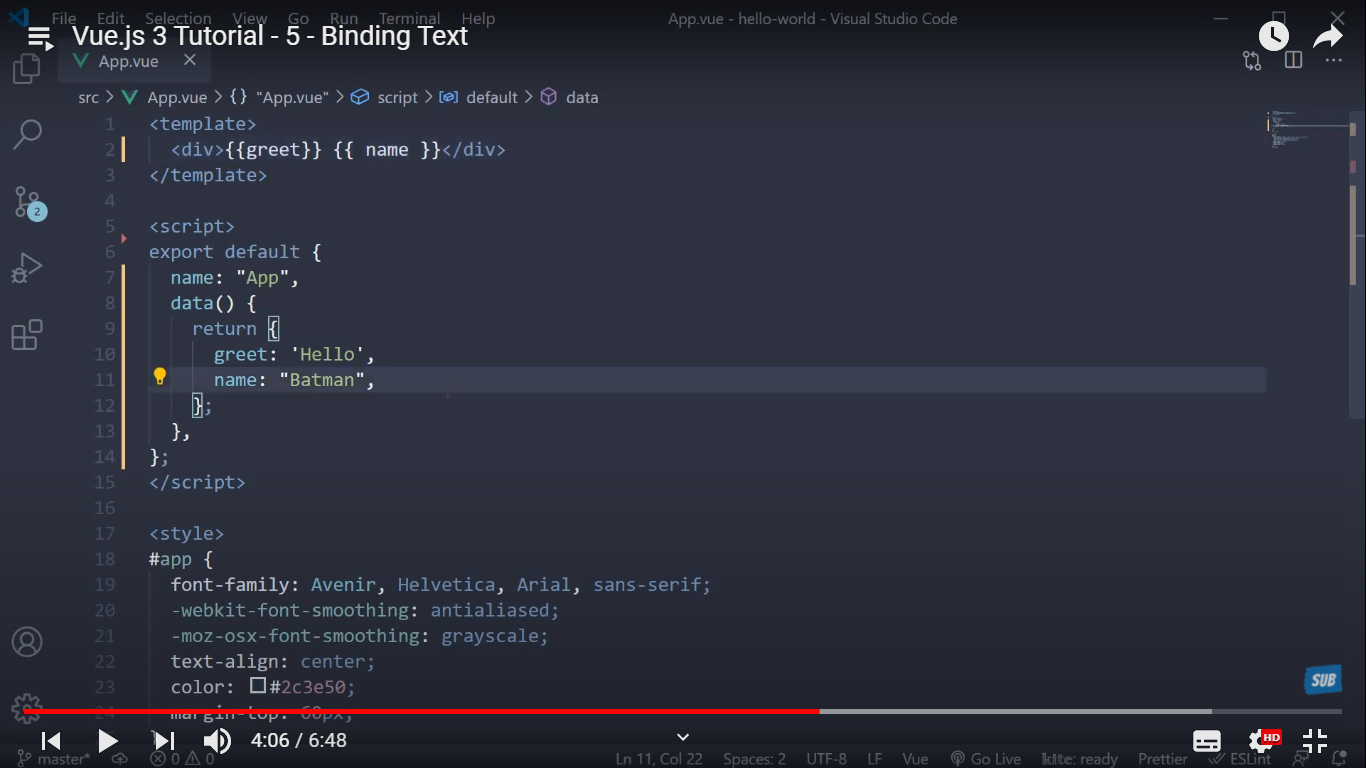 File Edit Selection View Go Run Terminal Help App.vue - hello-world - Visual Studio Code
Vue.js 3 Tutorial - 5 - Binding Text
App.vue
src > App.vue > {} "App.vue" > script > default > data
1 <template>
2 <div>{{greet}} {{ name }}</div>
3 </template>
4
5 <script>
6 export default {
7 name: "App",
8 data() {
9 return {
10 greet: 'Hello',
11 name: "Batman",
12 };
13 },
14 };
15 </script>
16
17 <style>
18 #app {
19 font-family: Avenir, Helvetica, Arial, sans-serif;
20 -webkit-font-smoothing: antialiased;
21 -moz-osx-font-smoothing: grayscale;
22 text-align: center;
23 color: #2c3e50;
24 margin-top: 60px;
2
SUB
4:06 / 6:48
HD
master* 0 0 Ln 11, Col 22 Spaces: 2 UTF-8 LF Vue Go Live kite: ready Prettier ESLint